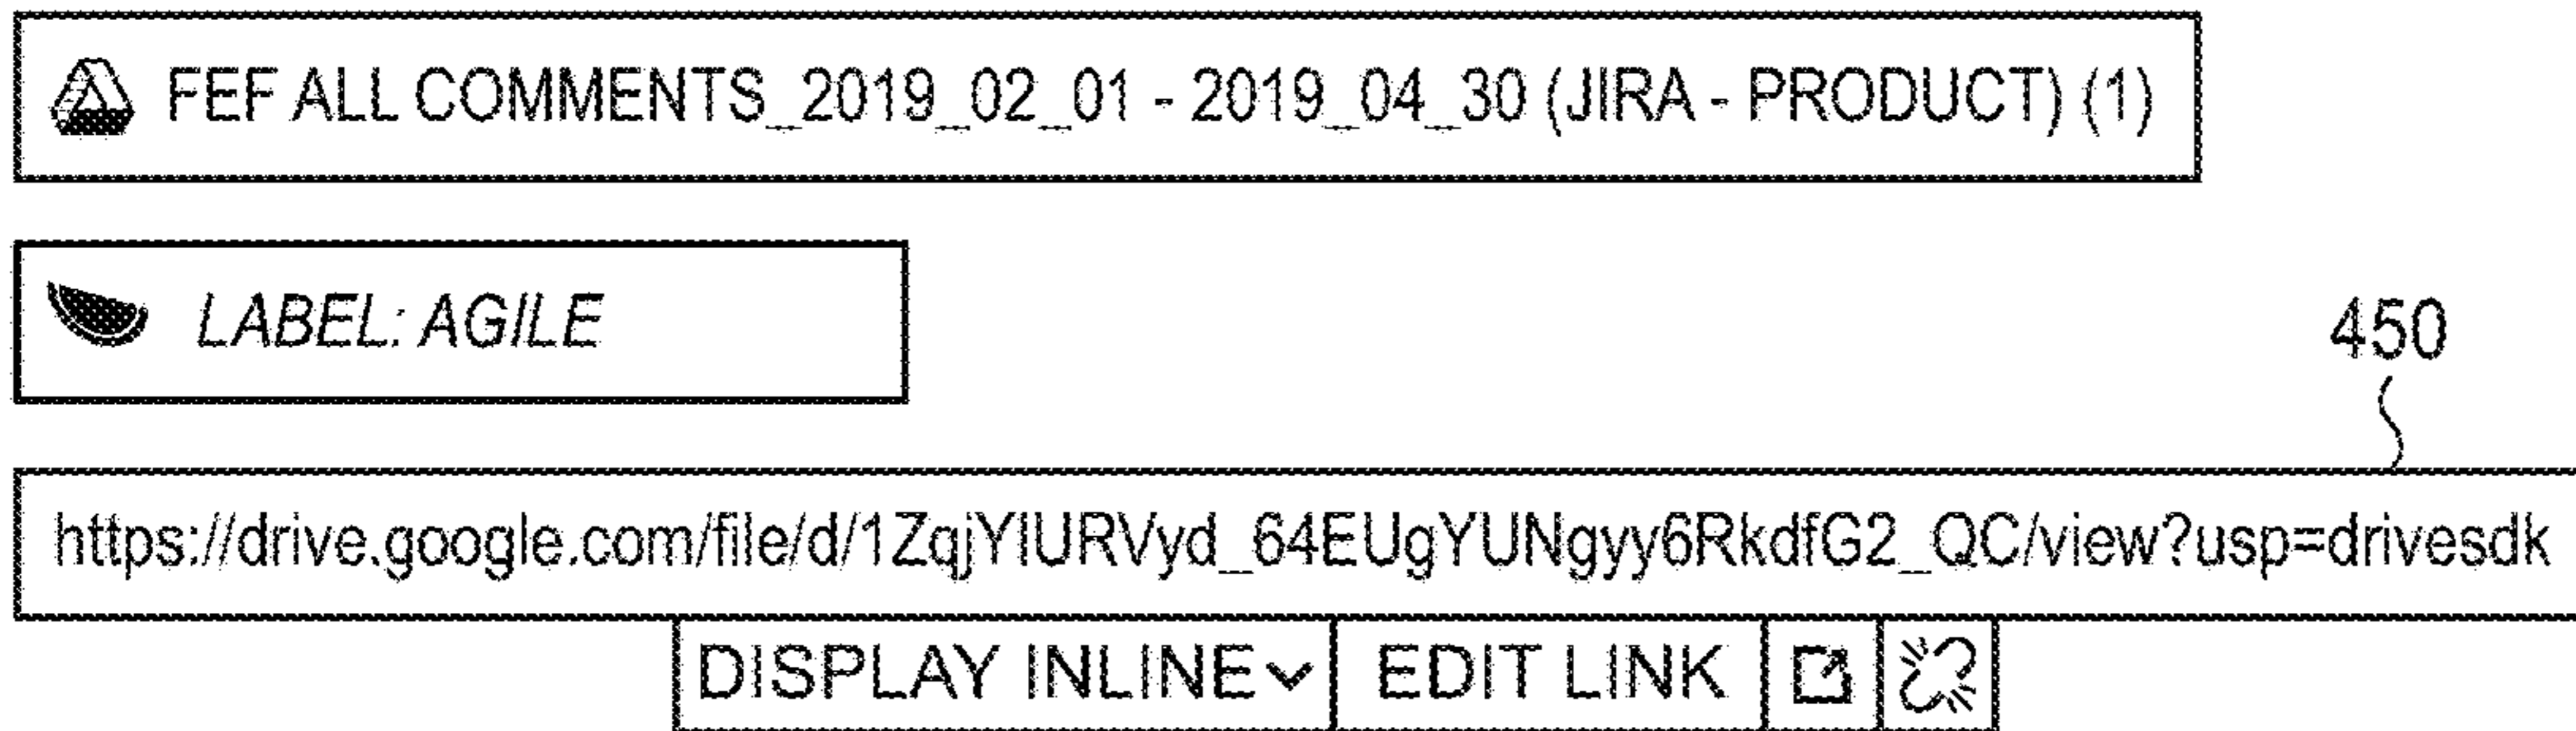 FEF ALL COMMENTS_2019_02_01 - 2019_04_30 (JIRA - PRODUCT) (1)
LABEL: AGILE
450
https://drive.google.com/file/d/1ZqjYIURVyd_64EUgYUNgyy6RkdfG2_QC/view?usp=drivesdk
DISPLAY INLINE EDIT LINK